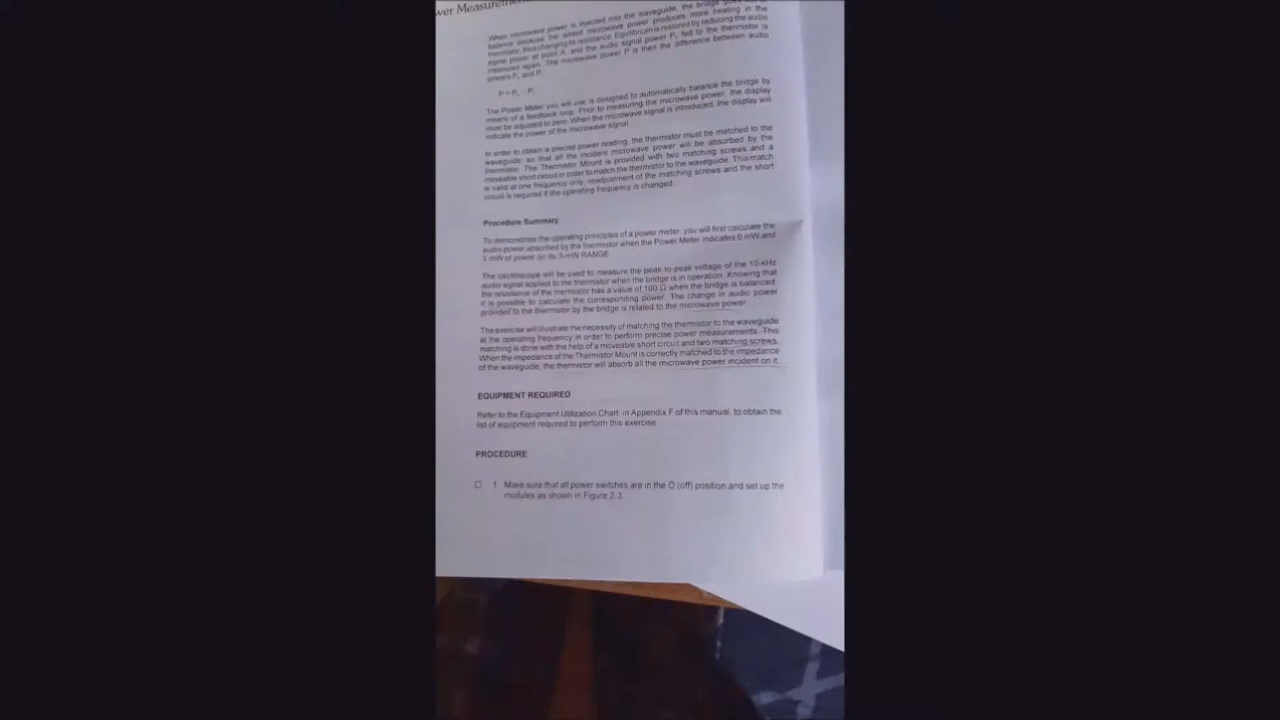 wer Measurement
When microwave power is ejected into the waveguide, the bridge goes
balance because the added microwave power produces more heating in the
thermistor, thus changing its resistance. Equilibrium is restored by reducing the audio
signal power at point A, and the audio signal power P, fed to the thermistor is
measured again. The microwave power P is then the difference between audio
powers P and P
P = P - P
The Power Meter you will use is designed to automatically balance the bridge by
means of a feedback loop. Prior to measuring the microwave power, the display
must be adjusted to zero. When the microwave signal is introduced, the display will
indicate the power of the microwave signal
In order to obtain a precise power reading, the thermistor must be matched to the
waveguide, so that all the incident microwave power will be absorbed by the
thermistor. The Thermistor Mount is provided with two matching screws and a
moveable short circuit in order to match the thermistor to the waveguide. This match
is valid at one frequency only, readjustment of the matching screws and the short
circuit is required if the operating frequency is changed.
Procedure Summary
To demonstrate the operating principles of a power meter, you will first calculate the
audio power absorbed by the thermistor when the Power Meter indicates 0 mW and
mW of power on its RANGE
The oscilloscope will be used to measure the peak-to-peak voltage of the 10-kHz
audio signal applied to the thermistor when the bridge is in operation. Knowing that
the resistance of the thermistor has a value of 100 Ω when the bridge is balanced,
it is possible to calculate the corresponding power. The change in audio power
provided to the thermistor by the bridge is related to the microwave power.
The exercise will illustrate the necessity of matching the thermistor to the waveguide
at the operating frequency in order to perform precise power measurements. This
matching is done with the help of a moveable short circuit and two matching screws.
When the impedance of the Thermistor Mount is correctly matched to the impedance
of the waveguide, the thermistor will absorb all the microwave power incident on it.
EQUIPMENT REQUIRED
Refer to the Equipment Utilization Chart, in Appendix F of this manual, to obtain the
list of equipment required to perform this exercise.
PROCEDURE
☐ 1. Make sure that all power switches are in the O (off) position and set up the
modules as shown in Figure 2-3.